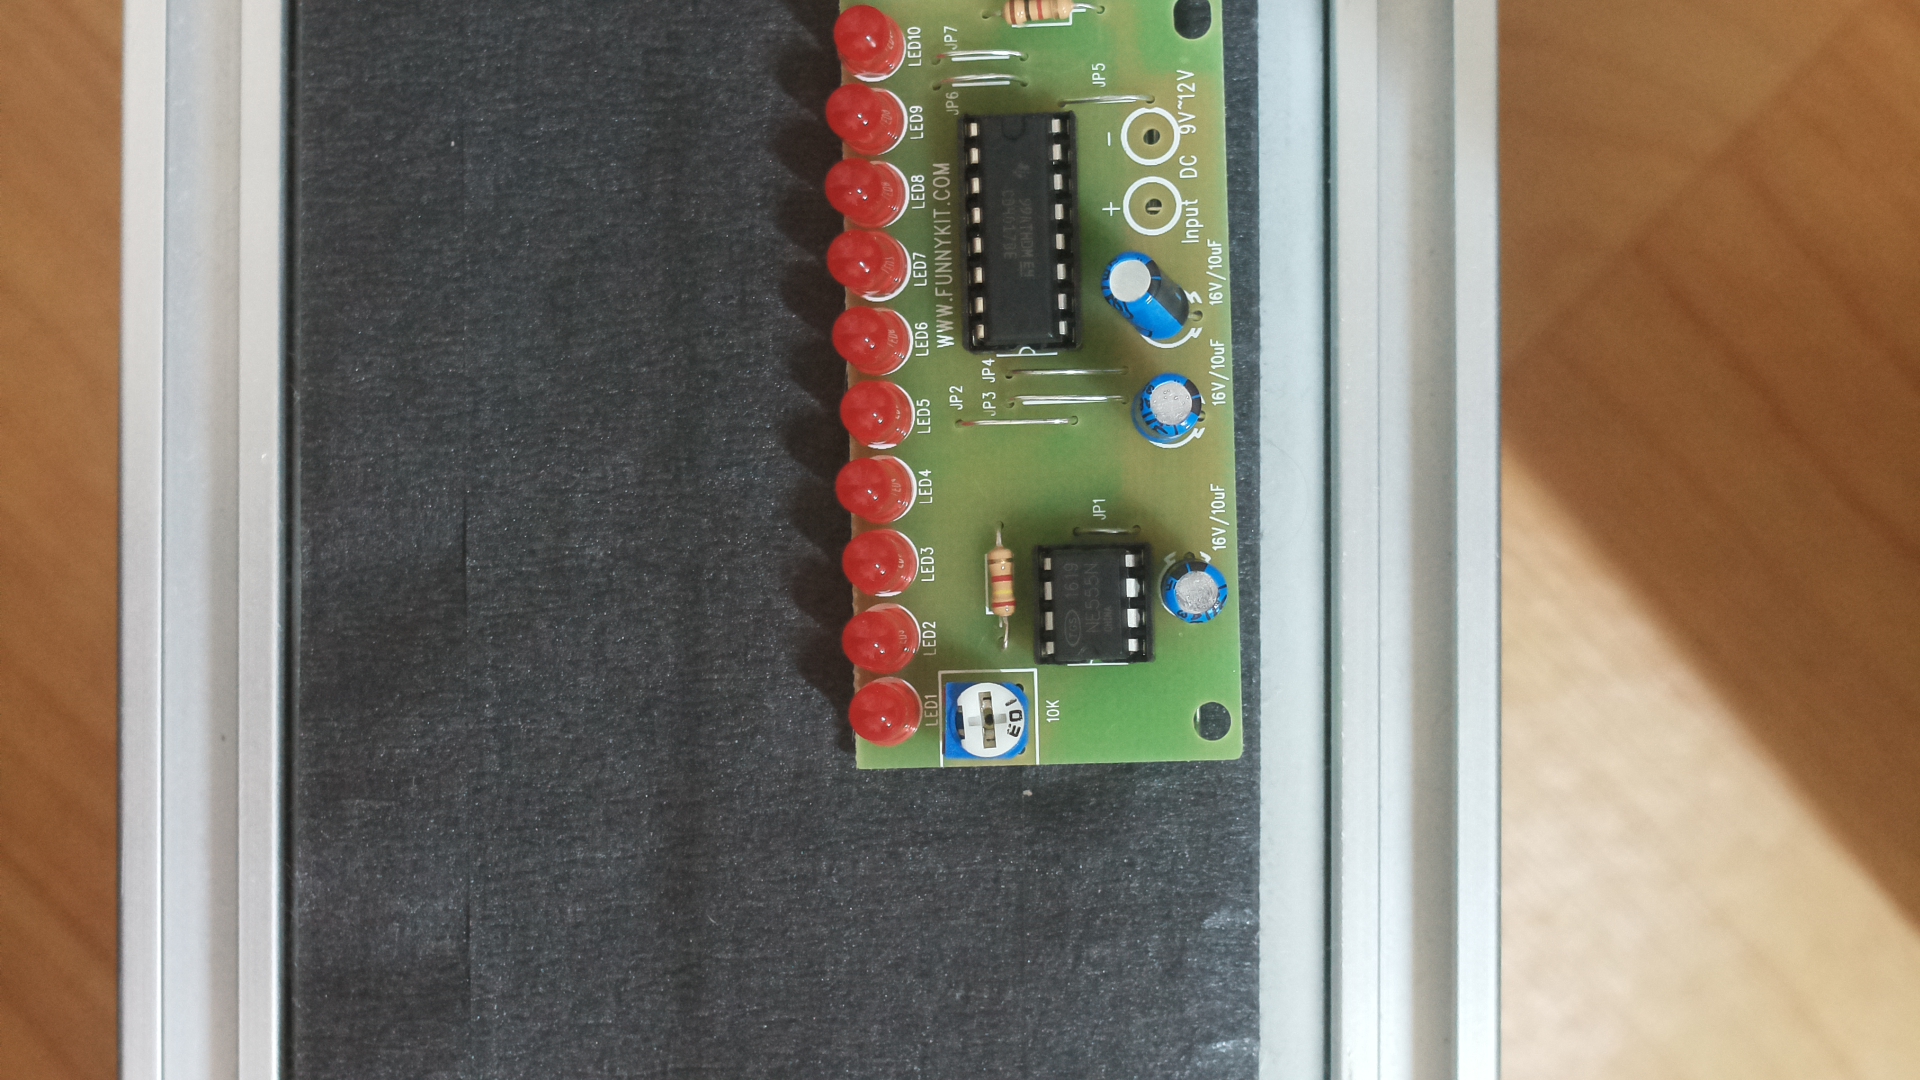 LED10
JP7
JP6
JP5
LED9
DC 9V~12V
Input
-
+
LED8
WWW.FUNNYKIT.COM
LED7
16V/10uF
LED6
JP4
JP2
JP3
16V/10uF
LED5
LED4
JP1
16V/10uF
LED3
1619
NE555N
LED2
LED1
10K